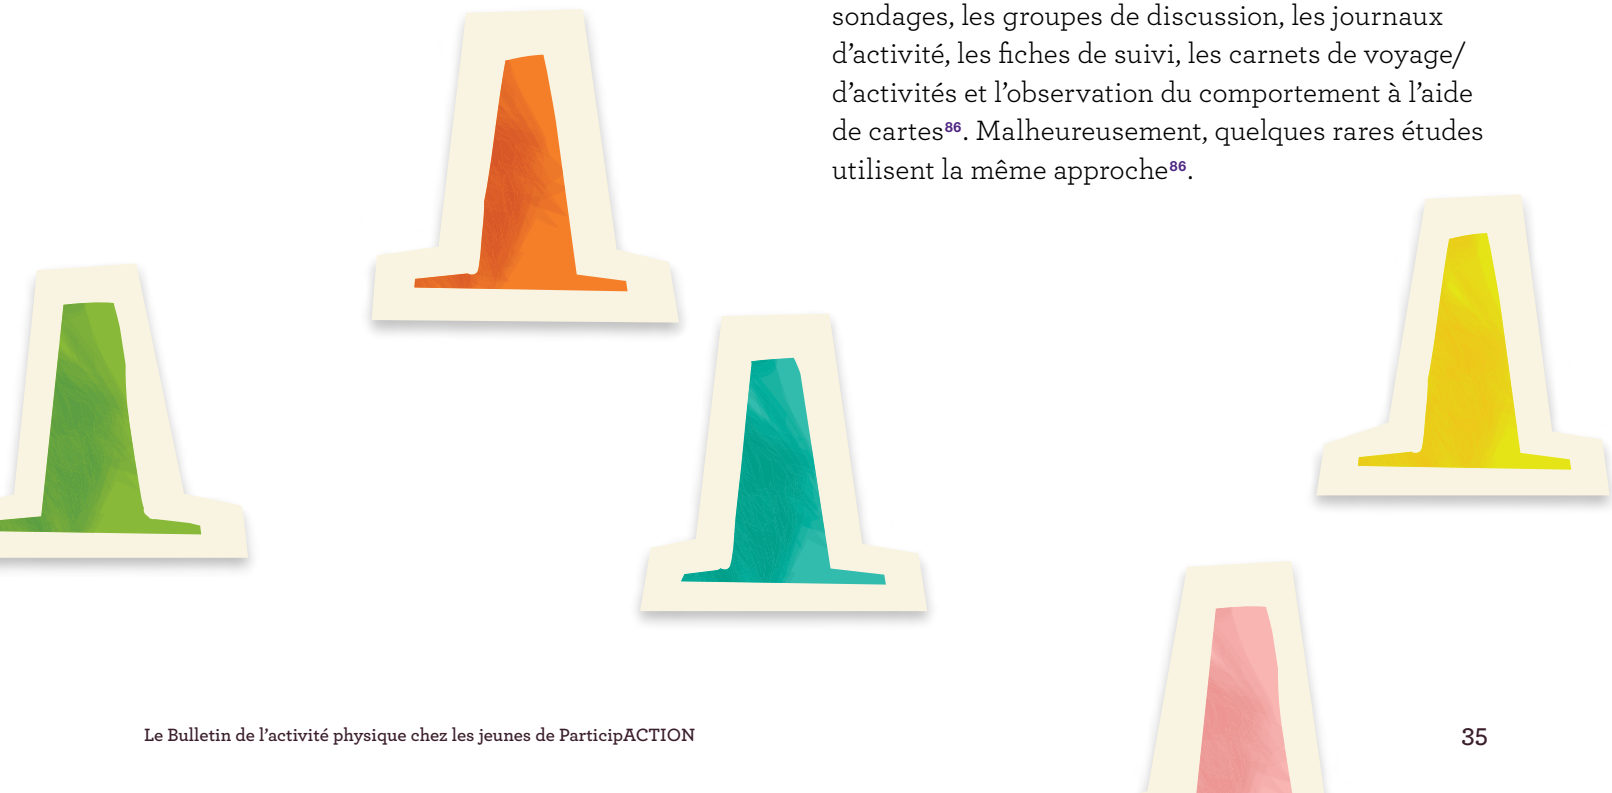 sondages, les groupes de discussion, les journaux
d’activité, les fiches de suivi, les carnets de voyage/
d’activités et l’observation du comportement à l’aide
de cartes86. Malheureusement, quelques rares études
utilisent la même approche86.
Le Bulletin de l’activité physique chez les jeunes de ParticipACTION
35